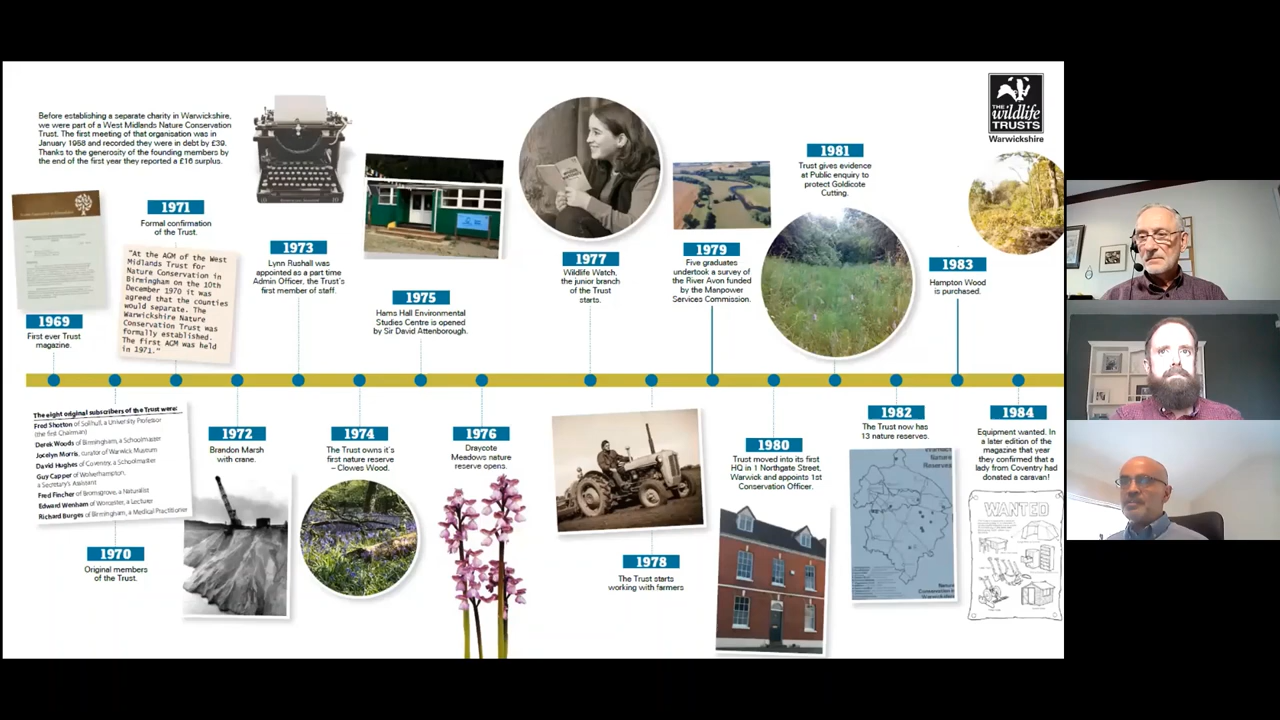 Before establishing a separate charity in Warwickshire,
we were part of a West Midlands Nature Conservation
Trust. The first meeting of that organisation was in
January 1958 and recorded they were in debt by £39.
Thanks to the generosity of the founding members by
the end of the first year they reported a £16 surplus.
THE
wildlife
TRUSTS
Warwickshire
1969
First ever Trust
magazine.
The eight original subscribers of the Trust were:
Fred Shotton of Solihull, a University Professor
(the first Chairman)
Derek Woods of Birmingham, a Schoolmaster
Jocelyn Morris, curator of Warwick Museum
David Hughes of Coventry, a Schoolmaster
Guy Capper of Wolverhampton,
a Secretary's Assistant
Fred Fincher of Bromsgrove, a Naturalist
Edward Wenham of Worcester, a Lecturer
Richard Burges of Birmingham, a Medical Practitioner
1970
Original members
of the Trust.
1971
Formal confirmation
of the Trust.
"At the AGM of the West
Midlands Trust for
Nature Conservation in
Birmingham on the 10th
December 1970 it was
agreed that the counties
would separate. The
Warwickshire Nature
Conservation Trust was
formally established.
The first AGM was held
in 1971."
1972
Brandon Marsh
with crane.
1973
Lynn Rushall was
appointed as a part time
Admin Officer, the Trust's
first member of staff.
1974
The Trust owns it's
first nature reserve
– Clowes Wood.
1975
Hams Hall Environmental
Studies Centre is opened
by Sir David Attenborough.
1976
Draycote
Meadows nature
reserve opens.
1977
Wildlife Watch,
the junior branch
of the Trust
starts.
1978
The Trust starts
working with farmers
1979
Five graduates
undertook a survey of
the River Avon funded
by the Manpower
Services Commission.
1980
Trust moved into its first
HQ in 1 Northgate Street,
Warwick and appoints 1st
Conservation Officer.
1981
Trust gives evidence
at Public enquiry to
protect Goldicote
Cutting.
1982
The Trust now has
13 nature reserves.
Nature
Reserves
Nature
Conservation in
Warwickshire
1983
Hampton Wood
is purchased.
1984
Equipment wanted. In
a later edition of the
magazine that year
they confirmed that a
lady from Coventry had
donated a caravan!
WANTED